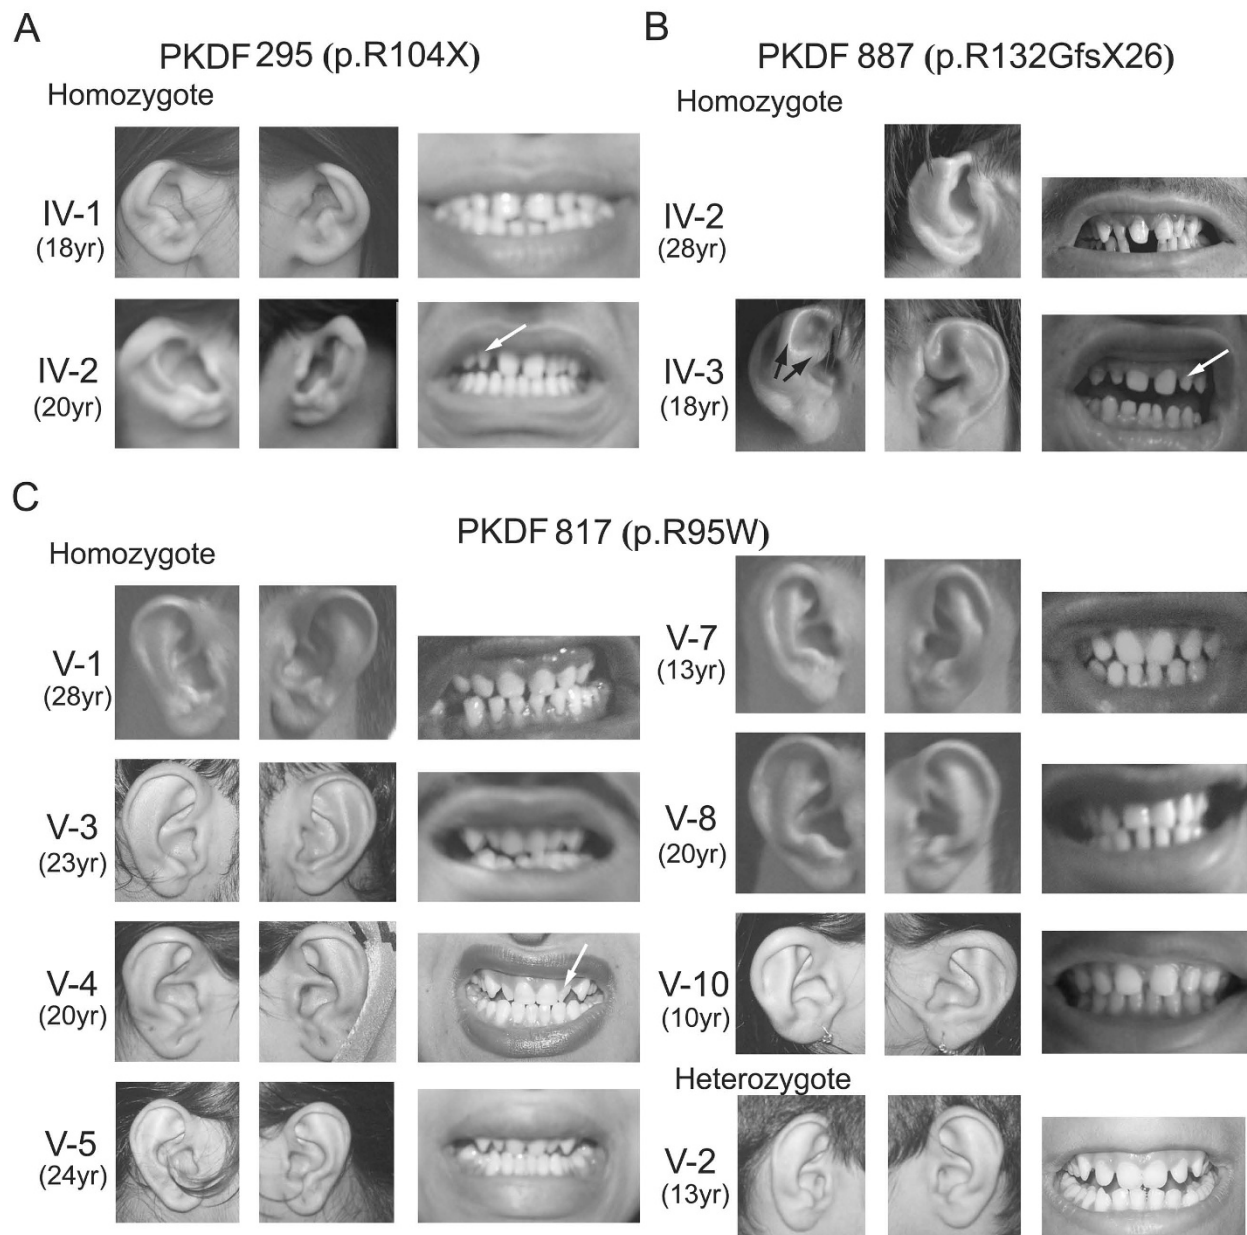 A
PKDF 295 (p.R104X)
Homozygote
IV-1
(18yr)
IV-2
(20yr)
B
PKDF 887 (p.R132GfsX26)
Homozygote
IV-2
(28yr)
IV-3
(18yr)
C
PKDF 817 (p.R95W)
Homozygote
V-1
(28yr)
V-3
(23yr)
V-4
(20yr)
V-5
(24yr)
V-7
(13yr)
V-8
(20yr)
V-10
(10yr)
Heterozygote
V-2
(13yr)